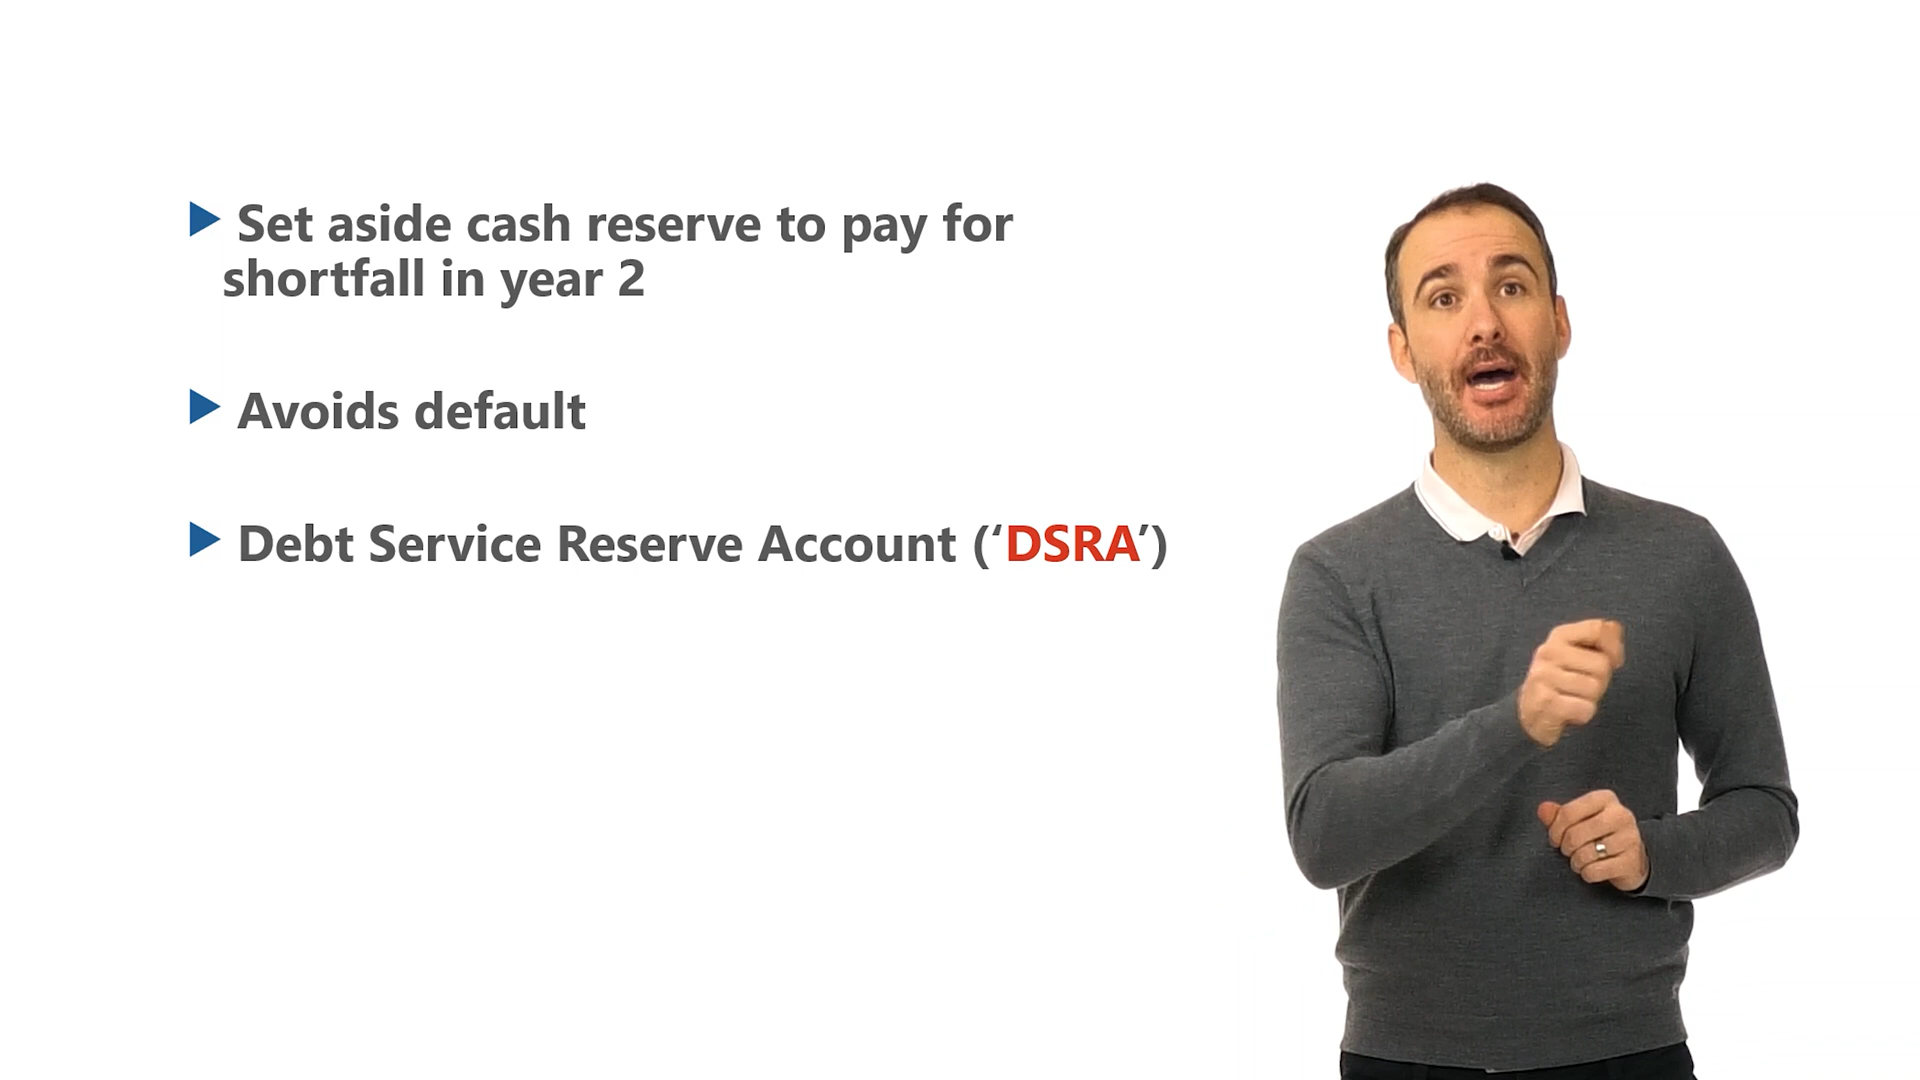 Set aside cash reserve to pay for
shortfall in year 2
Avoids default
Debt Service Reserve Account (‘DSRA’)